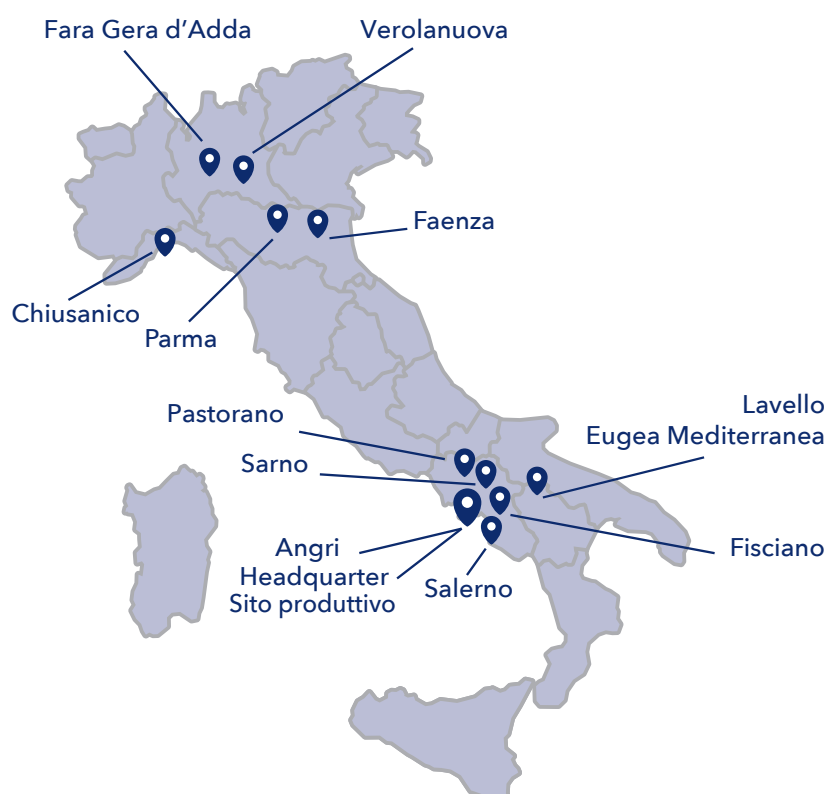 Fara Gera d’Adda
Verolanuova
Faenza
Chiusanico
Parma
Pastorano
Lavello
Eugea Mediterranea
Sarno
Angri
Headquarter
Sito produttivo
Salerno
Fisciano